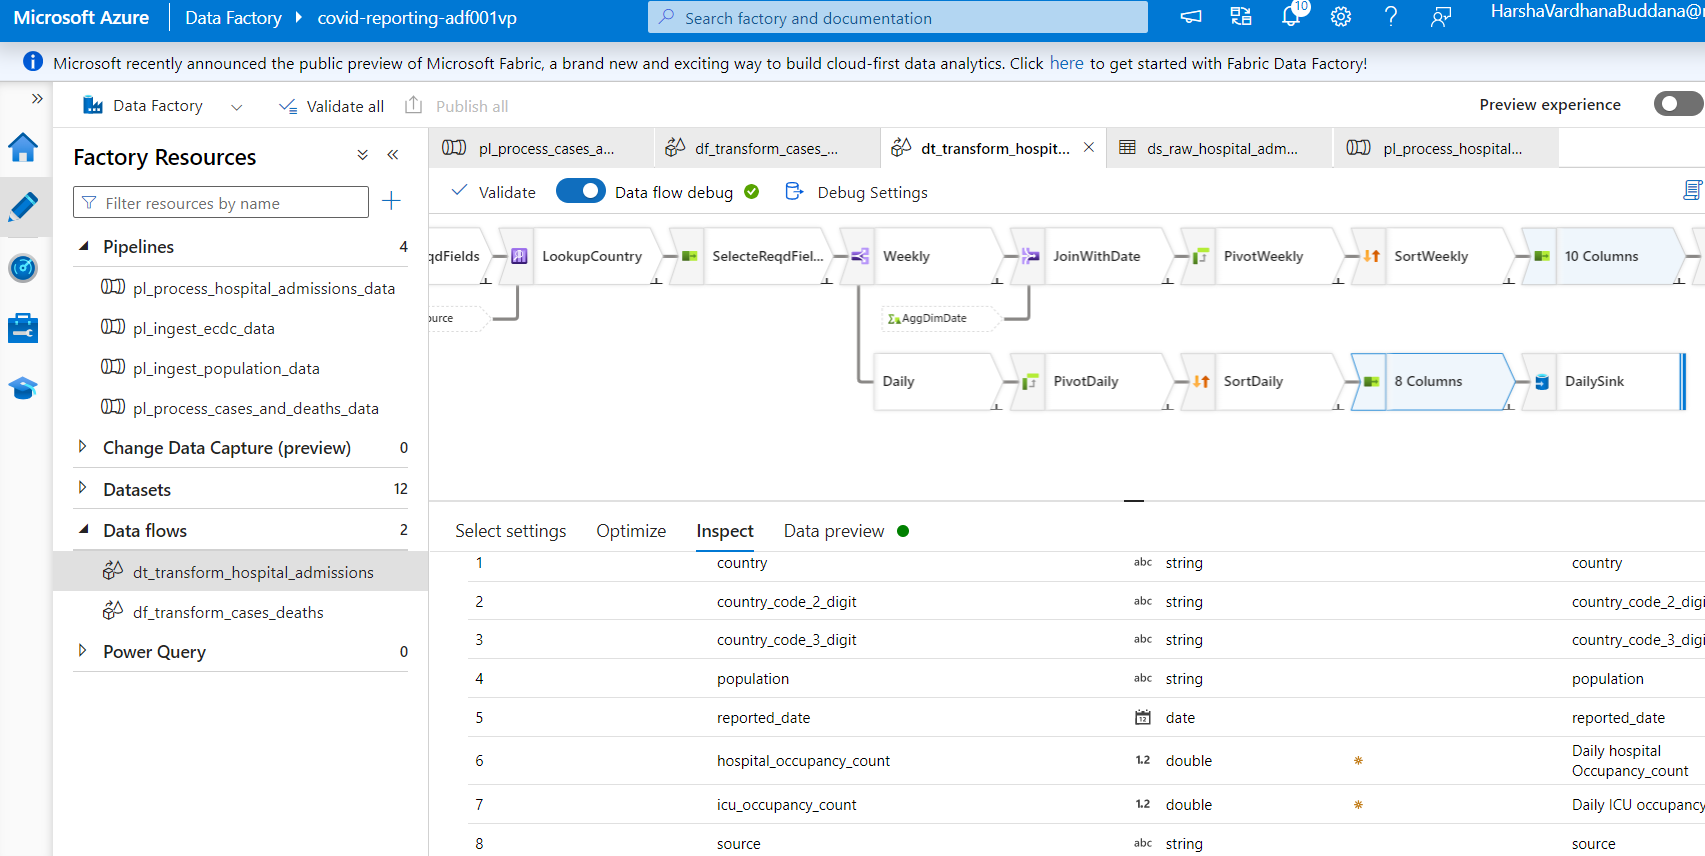 Microsoft Azure
Data Factory
covid-reporting-adf001vp
Search factory and documentation
10
HarshaVardhanaBuddana@
Microsoft recently announced the public preview of Microsoft Fabric, a brand new and exciting way to build cloud-first data analytics. Click here to get started with Fabric Data Factory!
Data Factory
Validate all
Publish all
Preview experience
Factory Resources
Filter resources by name
Pipelines 4
pl_process_hospital_admissions_data
pl_ingest_ecdc_data
pl_ingest_population_data
pl_process_cases_and_deaths_data
Change Data Capture (preview) 0
Datasets 12
Data flows 2
dt_transform_hospital_admissions
df_transform_cases_deaths
Power Query 0
pl_process_cases_a...
df_transform_cases_...
dt_transform_hospit...
ds_raw_hospital_adm...
pl_process_hospital...
Validate
Data flow debug
Debug Settings
qdFields
LookupCountry
SelecteReqdFiel...
Weekly
JoinWithDate
PivotWeekly
SortWeekly
10 Columns
ource
AggDimDate
Daily
PivotDaily
SortDaily
8 Columns
DailySink
Select settings
Optimize
Inspect
Data preview
1 country abc string country
2 country_code_2_digit abc string country_code_2_digi
3 country_code_3_digit abc string country_code_3_digi
4 population abc string population
5 reported_date 12 date reported_date
6 hospital_occupancy_count 1.2 double * Daily hospital
Occupancy_count
7 icu_occupancy_count 1.2 double * Daily ICU occupancy
8 source abc string source